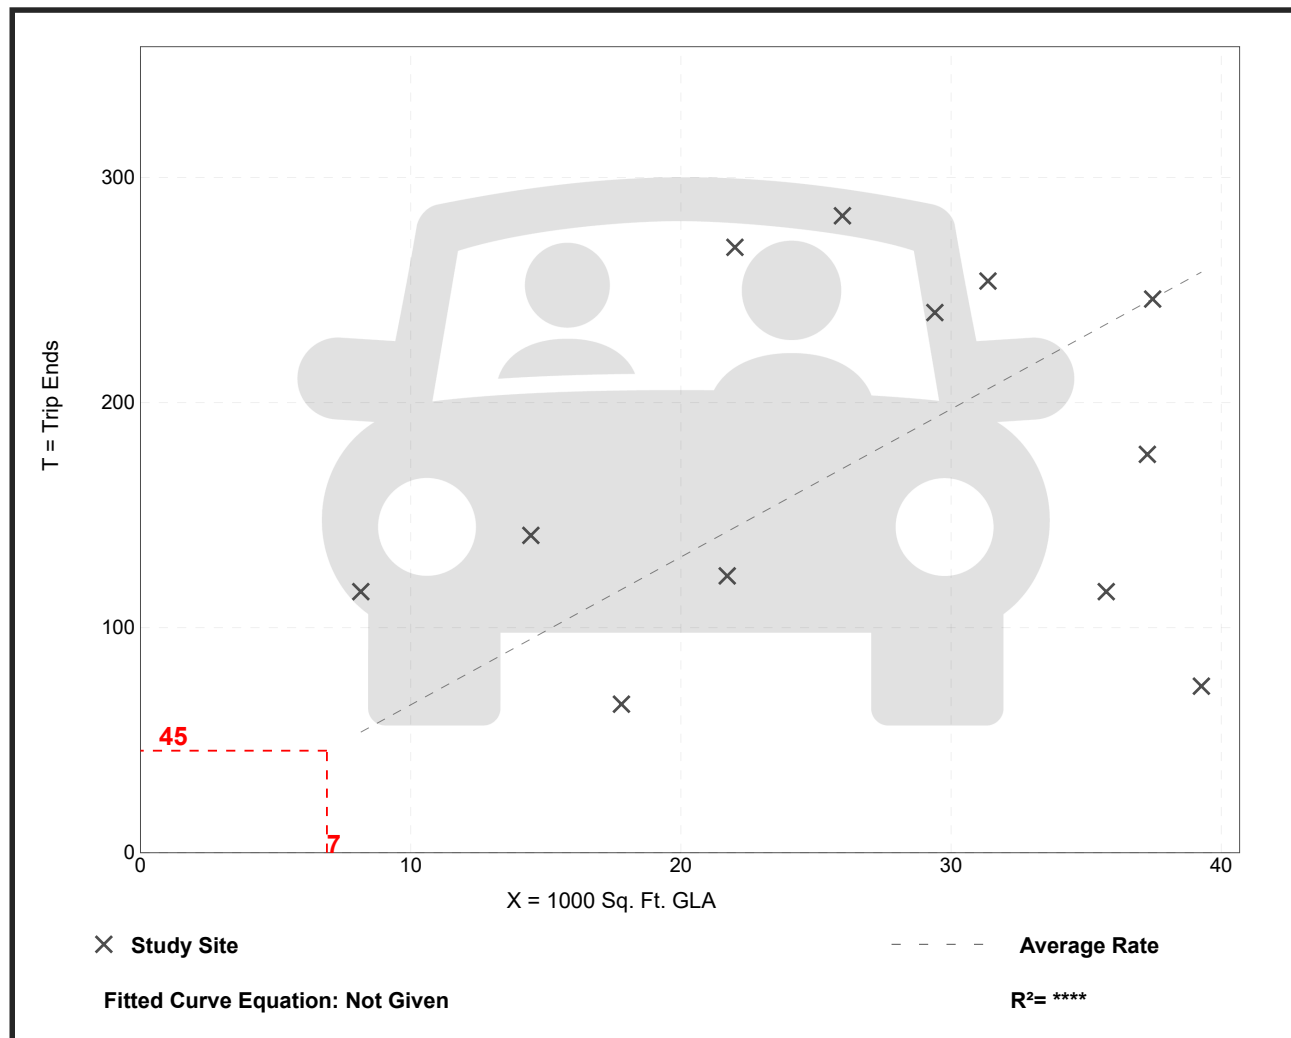 300
200
100
0
T = Trip Ends
45
7
0 10 20 30 40
X = 1000 Sq. Ft. GLA
Study Site
Average Rate
Fitted Curve Equation: Not Given
R²= ****